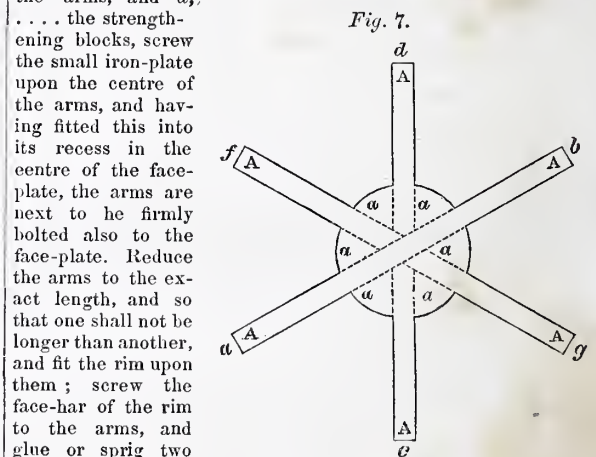 the arms, and a,
. . . . the strength-
ening blocks, screw
the small iron-plate
upon the centre of
the arms, and hav-
ing fitted this into
its recess in the
eentre of the face-
plate, the arms are
next to he firmly
bolted also to the
face-plate. Reduce
the arms to the ex-
act length, and so
that one shall not be
longer than another,
and fit the rim upon
them ; screw the
face-har of the rim
to the arms, and
glue or sprig two
Fig. 7.
d
A
f A
A b
a a
a a
a a
a A
A g
A
c